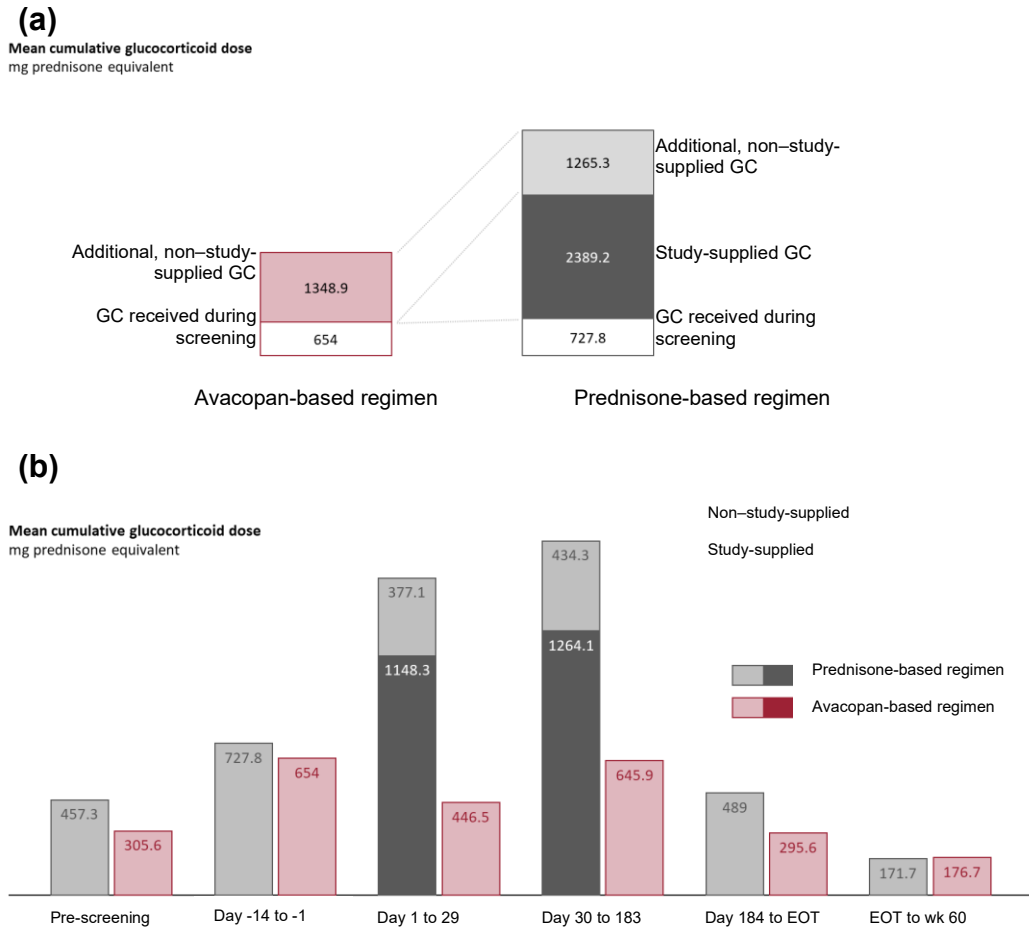 (a)
Mean cumulative glucocorticoid dose
mg prednisone equivalent
Additional, non–study-
supplied GC
1348.9
GC received during
screening
654
Avacopan-based regimen
1265.3
Additional, non–study-
supplied GC
2389.2
Study-supplied GC
727.8
GC received during
screening
Prednisone-based regimen
(b)
Mean cumulative glucocorticoid dose
mg prednisone equivalent
Non–study-supplied
Study-supplied
Prednisone-based regimen
Avacopan-based regimen
457.3
305.6
727.8
654
377.1
1148.3
446.5
434.3
1264.1
645.9
489
295.6
171.7
176.7
Pre-screening
Day -14 to -1
Day 1 to 29
Day 30 to 183
Day 184 to EOT
EOT to wk 60